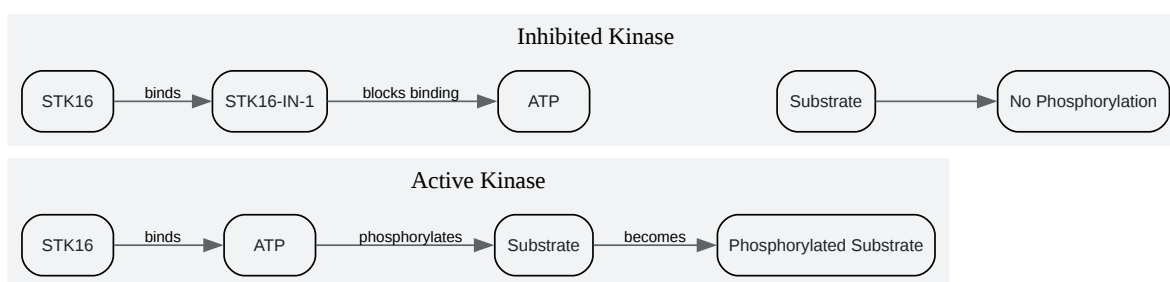 Inhibited Kinase
STK16
binds
STK16-IN-1
blocks binding
ATP
Substrate
No Phosphorylation
Active Kinase
STK16
binds
ATP
phosphorylates
Substrate
becomes
Phosphorylated Substrate